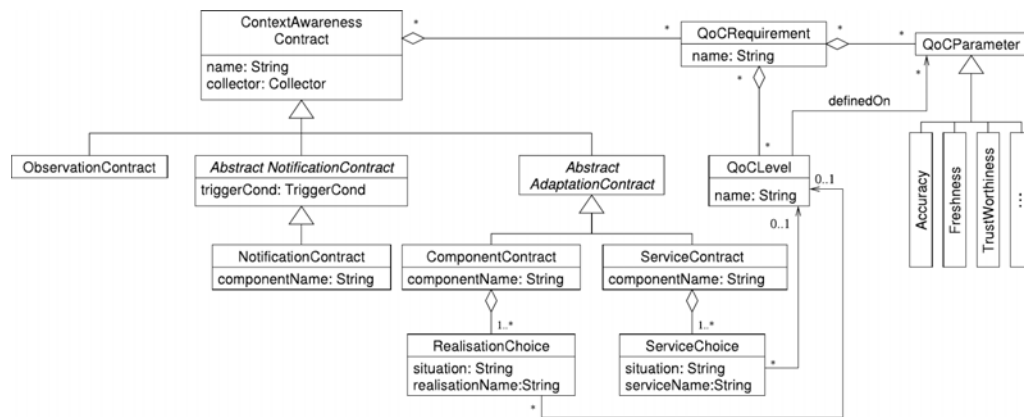 ContextAwareness
Contract
name: String
collector: Collector
*
*
QoCRequirement
name: String
*
*
QoCParameter
*
*
definedOn
*
*
ObservationContract
Abstract NotificationContract
triggerCond: TriggerCond
Abstract
AdaptationContract
QoCLevel
name: String
0..1
0..1
Accuracy
Freshness
TrustWorthiness
...
NotificationContract
componentName: String
ComponentContract
componentName: String
ServiceContract
componentName: String
1..*
1..*
RealisationChoice
situation: String
realisationName:String
*
ServiceChoice
situation: String
serviceName:String
*